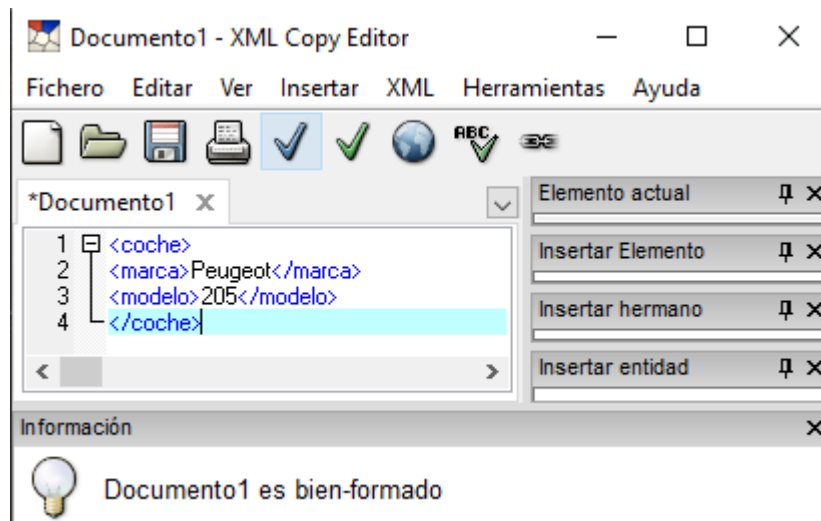 Documento1 - XML Copy Editor
Fichero Editar Ver Insertar XML Herramientas Ayuda
ABC
*Documento1
1 <coche>
2 <marca>Peugeot</marca>
3 <modelo>205</modelo>
4 </coche>
Elemento actual
Insertar Elemento
Insertar hermano
Insertar entidad
Información
Documento1 es bien-formado